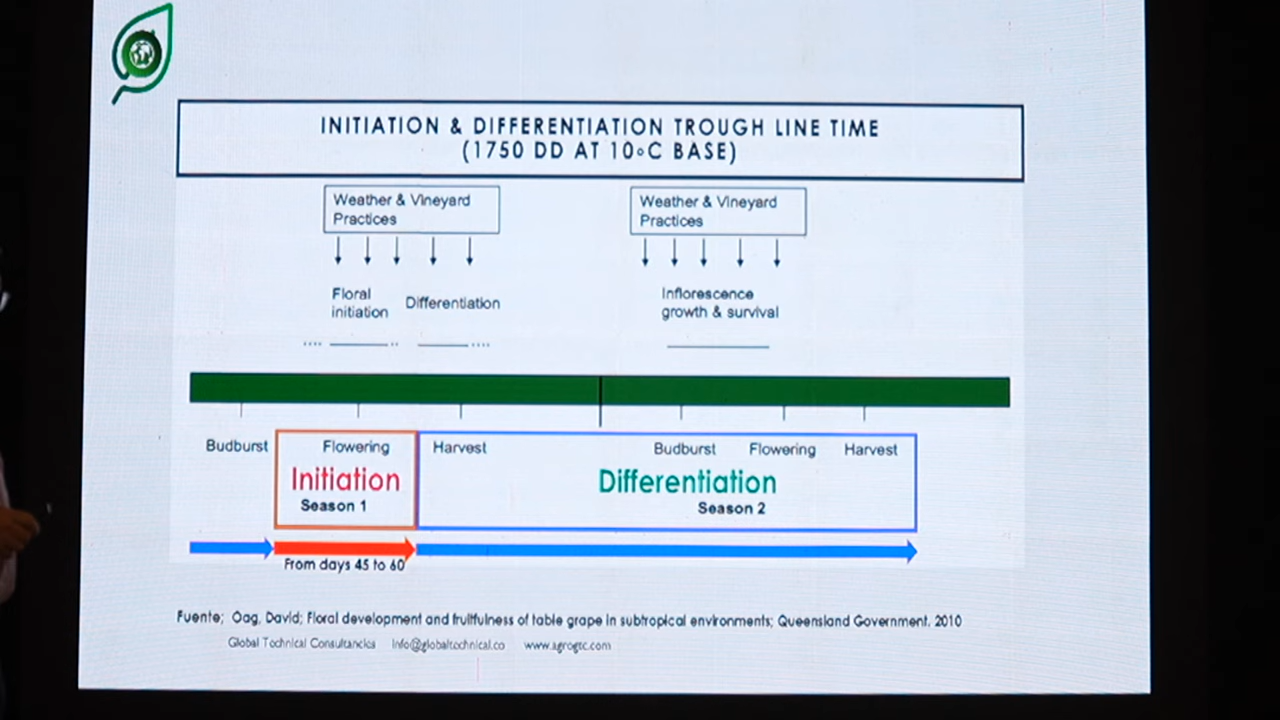 INITIATION & DIFFERENTIATION TROUGH LINE TIME
(1750 DD AT 10°C BASE)
Weather & Vineyard
Practices
Weather & Vineyard
Practices
Floral
initiation
Differentiation
Inflorescence
growth & survival
Budburst
Flowering
Harvest
Budburst
Flowering
Harvest
Initiation
Season 1
Differentiation
Season 2
From days 45 to 60
Fuente; Oag, David; Floral development and fruitfulness of table grape in subtropical environments; Queensland Government, 2010
Global Technical Consultancies info@globaltechnical.co www.agrogtc.com